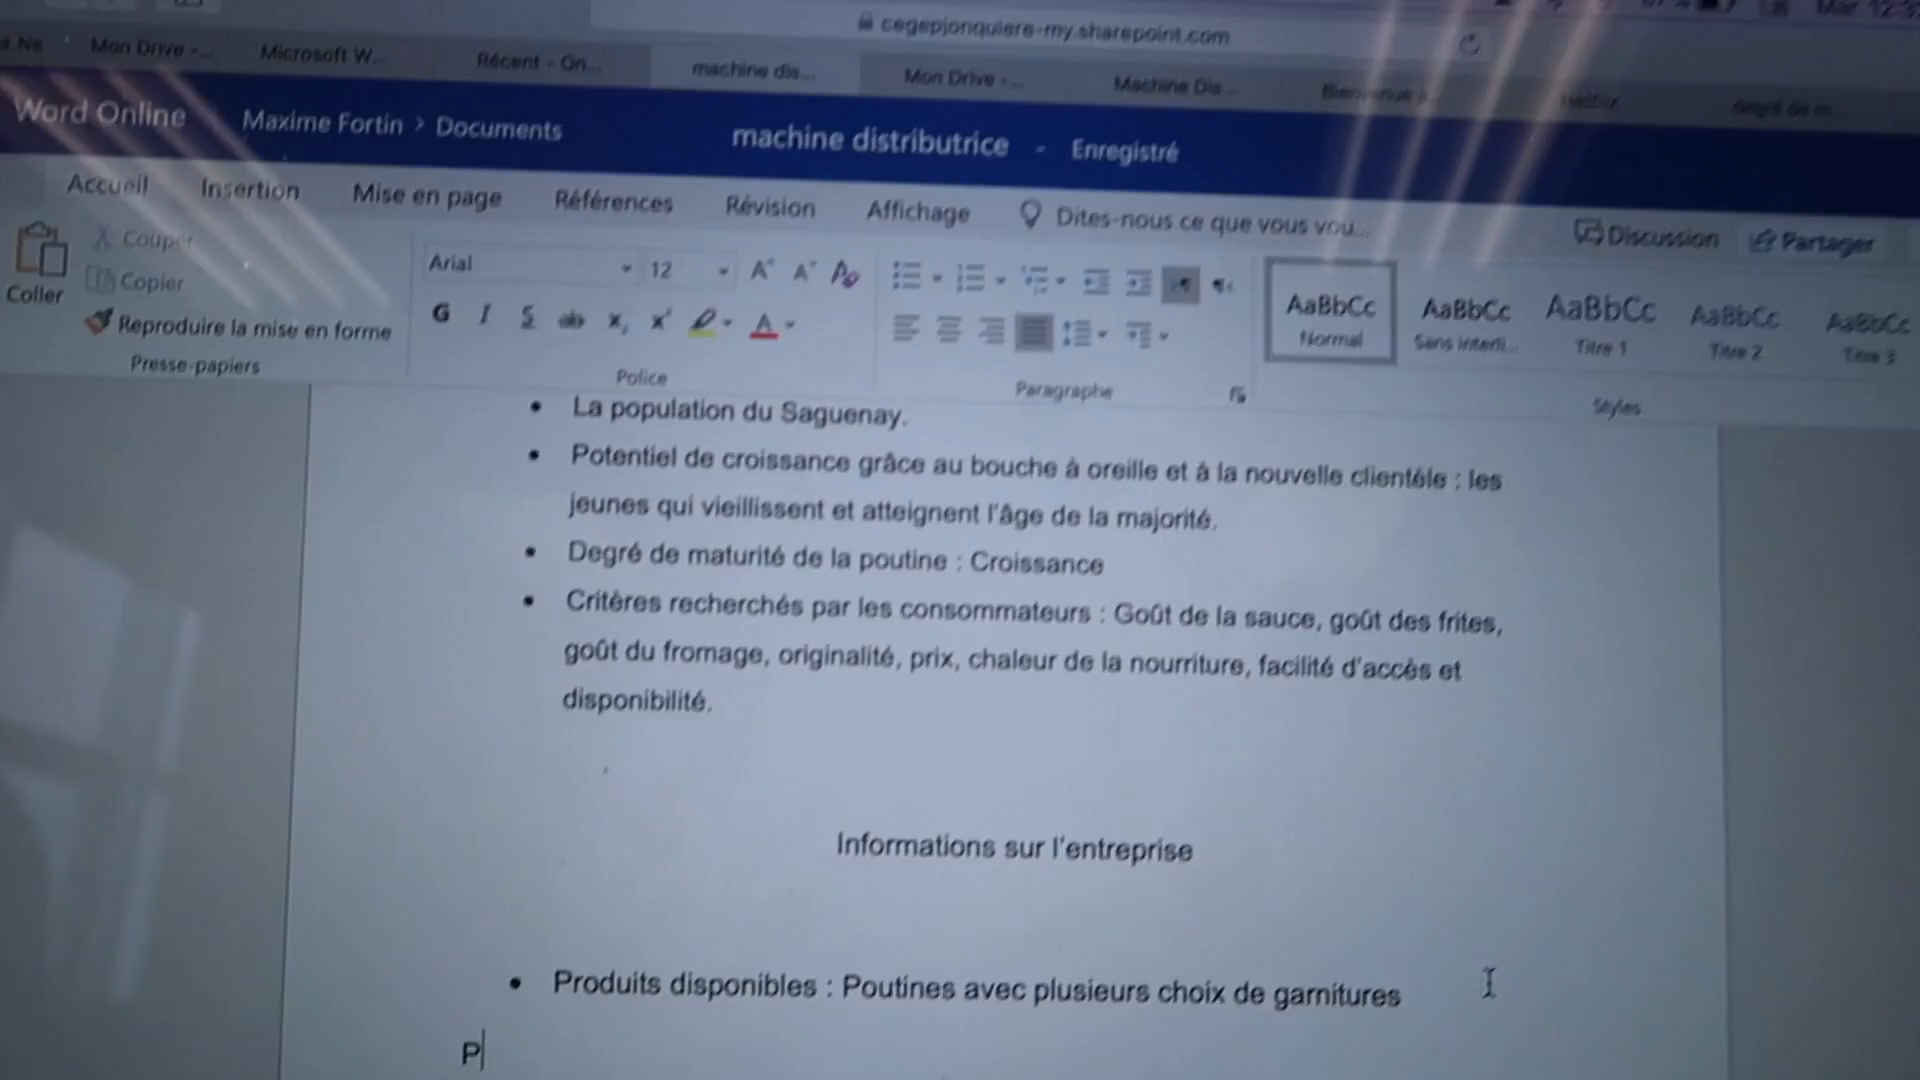 cegepjonquiere-my.sharepoint.com
Mon Drive -...
Microsoft W...
Récent - On...
machine dis...
Mon Drive -...
Machine Dis...
Word Online
Maxime Fortin > Documents
machine distributrice - Enregistré
Accueil
Insertion
Mise en page
Références
Révision
Affichage
Dites-nous ce que vous vou...
Discussion
Partager
Coller
Couper
Copier
Reproduire la mise en forme
Presse-papiers
Arial
12
G I S ab
Police
Paragraphe
AaBbCc
Normal
AaBbCc
Sans interli...
AaBbCc
Titre 1
AaBbCc
Titre 2
AaBbCc
Titre 3
Styles
• La population du Saguenay.
• Potentiel de croissance grâce au bouche à oreille et à la nouvelle clientèle : les
jeunes qui vieillissent et atteignent l'âge de la majorité.
• Degré de maturité de la poutine : Croissance
• Critères recherchés par les consommateurs : Goût de la sauce, goût des frites,
goût du fromage, originalité, prix, chaleur de la nourriture, facilité d'accès et
disponibilité.
Informations sur l'entreprise
• Produits disponibles : Poutines avec plusieurs choix de garnitures
P